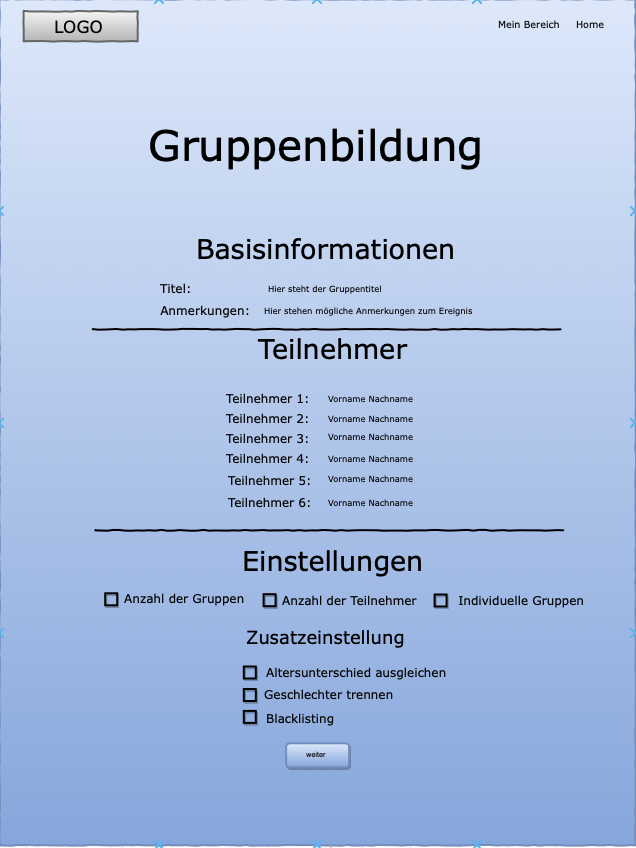 LOGO
Mein Bereich Home
Gruppenbildung
Basisinformationen
Titel: Hier steht der Gruppentitel
Anmerkungen: Hier stehen mögliche Anmerkungen zum Ereignis
Teilnehmer
Teilnehmer 1: Vorname Nachname
Teilnehmer 2: Vorname Nachname
Teilnehmer 3: Vorname Nachname
Teilnehmer 4: Vorname Nachname
Teilnehmer 5: Vorname Nachname
Teilnehmer 6: Vorname Nachname
Einstellungen
Anzahl der Gruppen Anzahl der Teilnehmer Individuelle Gruppen
Zusatzeinstellung
Altersunterschied ausgleichen
Geschlechter trennen
Blacklisting
weiter